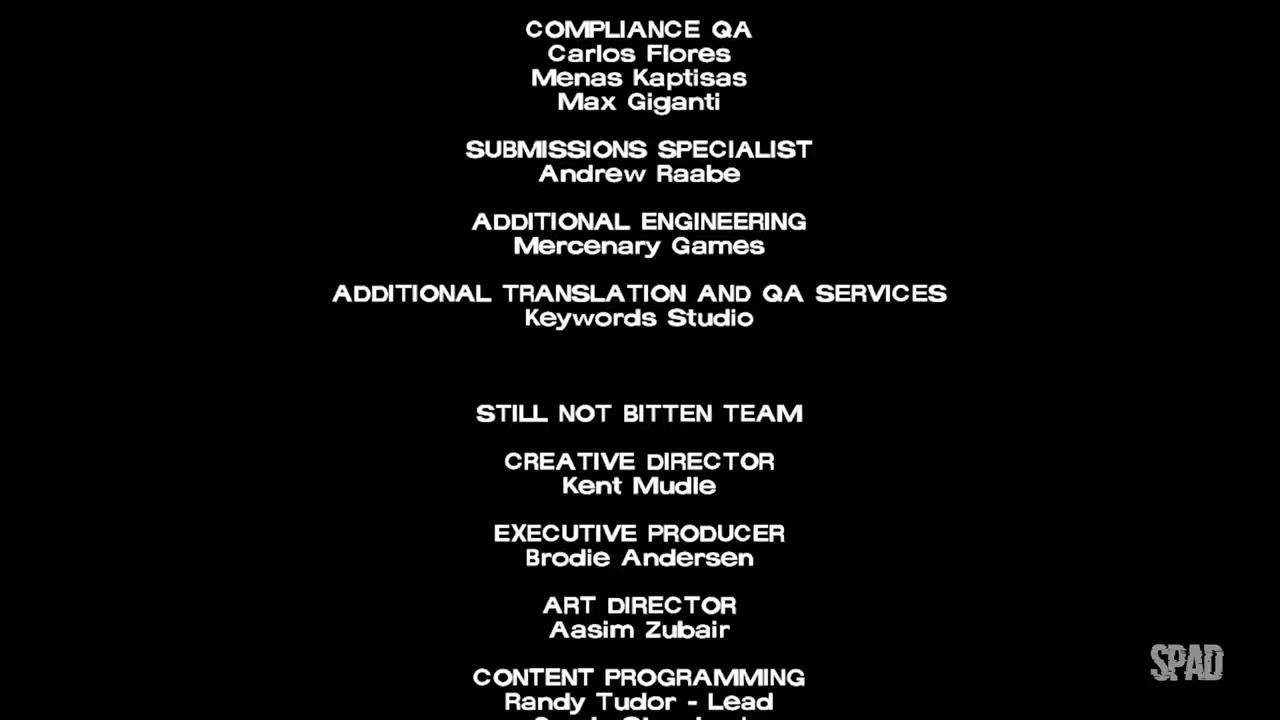 COMPLIANCE QA
Carlos Flores
Menas Kaptisas
Max Giganti
SUBMISSIONS SPECIALIST
Andrew Raabe
ADDITIONAL ENGINEERING
Mercenary Games
ADDITIONAL TRANSLATION AND QA SERVICES
Keywords Studio
STILL NOT BITTEN TEAM
CREATIVE DIRECTOR
Kent Mudle
EXECUTIVE PRODUCER
Brodie Andersen
ART DIRECTOR
Aasim Zubair
CONTENT PROGRAMMING
Randy Tudor - Lead
SPAD